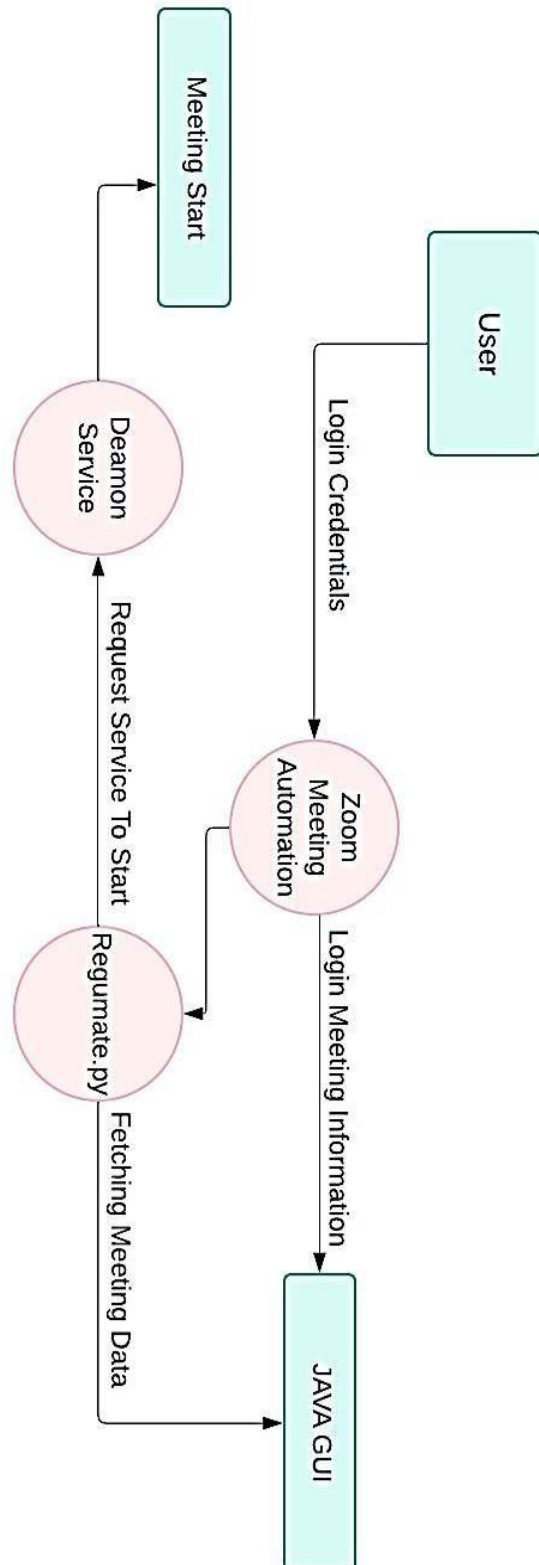 User
Login Credentials
Zoom
Meeting
Automation
Login Meeting Information
JAVA GUI
Meeting Start
Deamon
Service
Request Service To Start
Regumate.py
Fetching Meeting Data